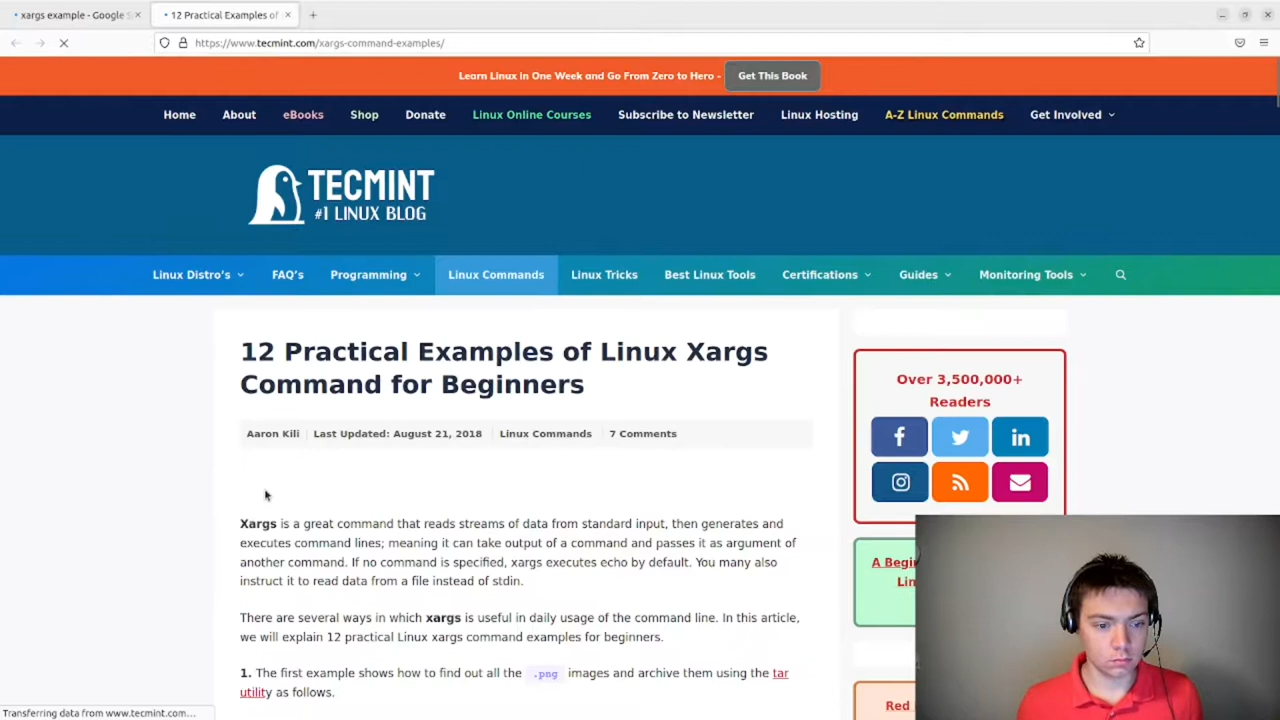 xargs example - Google S
12 Practical Examples of
https://www.tecmint.com/xargs-command-examples/
Learn Linux in One Week and Go From Zero to Hero - Get This Book
Home About eBooks Shop Donate Linux Online Courses Subscribe to Newsletter Linux Hosting A-Z Linux Commands Get Involved
TECMINT
#1 LINUX BLOG
Linux Distro's FAQ's Programming Linux Commands Linux Tricks Best Linux Tools Certifications Guides Monitoring Tools
12 Practical Examples of Linux Xargs
Command for Beginners
Aaron Kili Last Updated: August 21, 2018 Linux Commands 7 Comments
Xargs is a great command that reads streams of data from standard input, then generates and
executes command lines; meaning it can take output of a command and passes it as argument of
another command. If no command is specified, xargs executes echo by default. You many also
instruct it to read data from a file instead of stdin.
There are several ways in which xargs is useful in daily usage of the command line. In this article,
we will explain 12 practical Linux xargs command examples for beginners.
1. The first example shows how to find out all the .png images and archive them using the tar
utility as follows.
Over 3,500,000+
Readers
A Begi
Li
Red
Transferring data from www.tecmint.com...